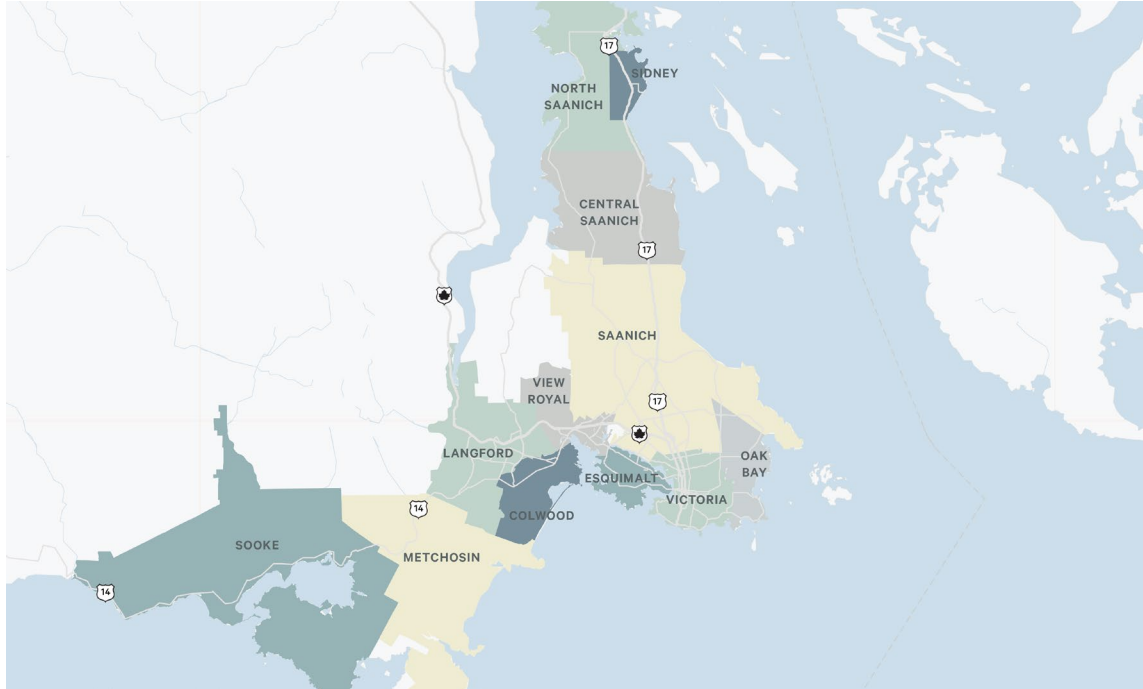 17
SIDNEY
NORTH
SAANICH
CENTRAL
SAANICH
17
SAANICH
VIEW
ROYAL
17
LANGFORD
OAK
BAY
ESQUIMALT
VICTORIA
14
COLWOOD
SOOKE
METCHOSIN
14